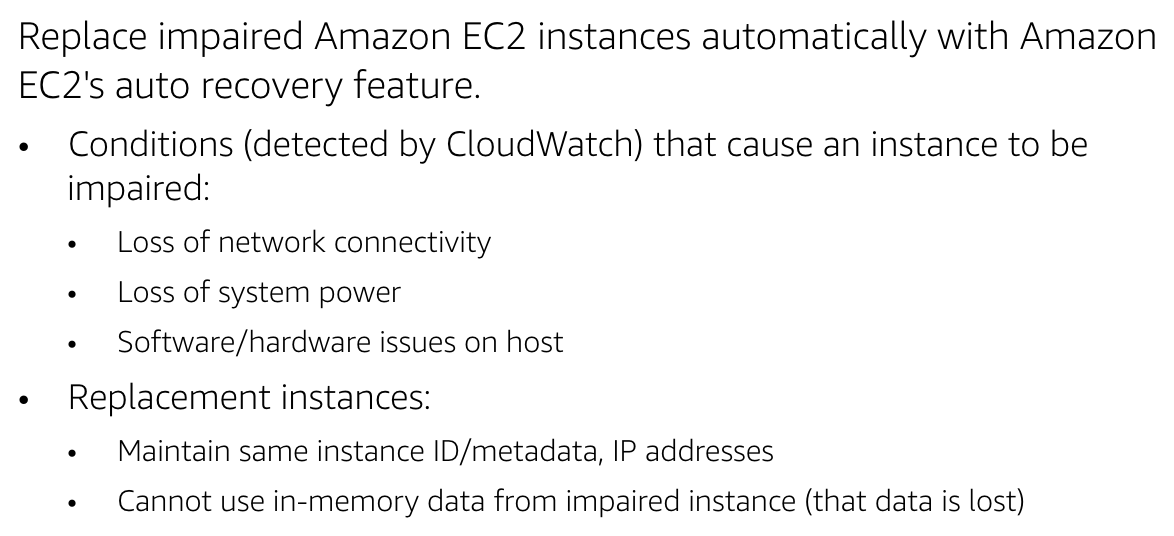 Replace impaired Amazon EC2 instances automatically with Amazon
EC2's auto recovery feature.
• Conditions (detected by CloudWatch) that cause an instance to be
impaired:
• Loss of network connectivity
• Loss of system power
• Software/hardware issues on host
• Replacement instances:
• Maintain same instance ID/metadata, IP addresses
• Cannot use in-memory data from impaired instance (that data is lost)